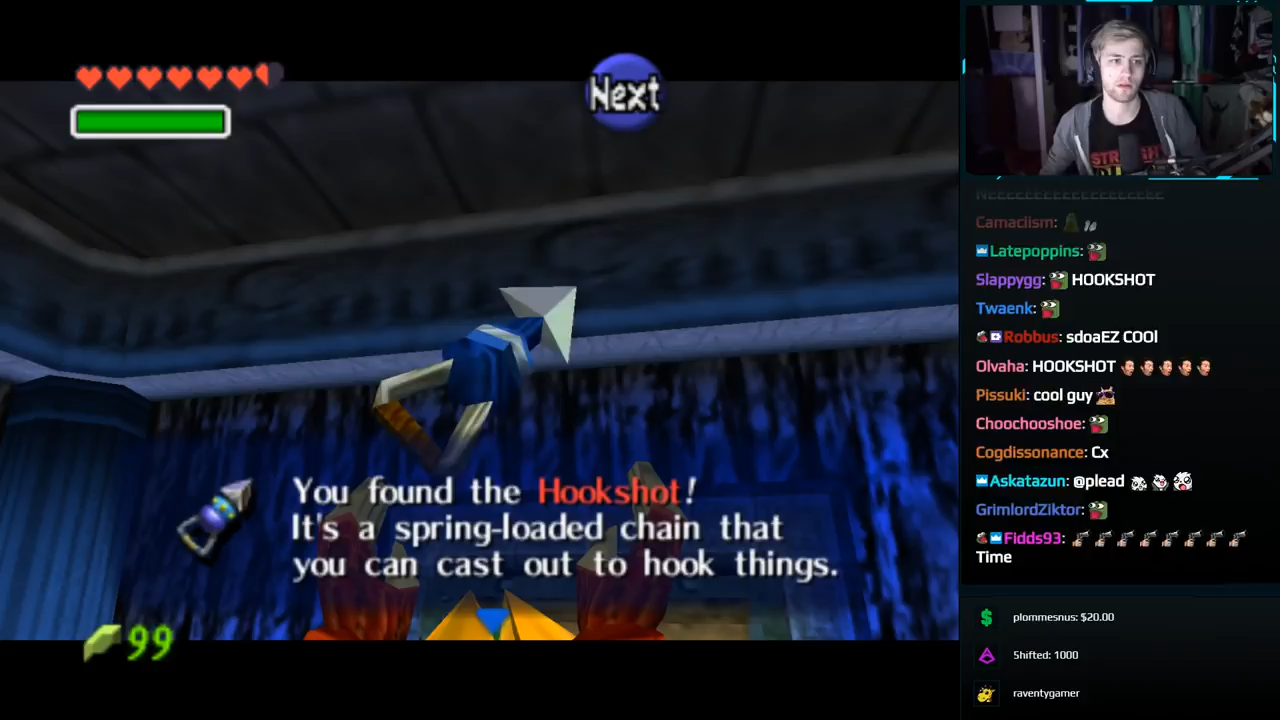 Next
You found the Hookshot!
It's a spring-loaded chain that
you can cast out to hook things.
99
STRAIGHT
Camaclism:
Latepoppins:
Slappygg: HOOKSHOT
Twaenk:
Robbus: sdoaEZ COOl
Olvaha: HOOKSHOT
Pissuki: cool guy
Choochooshoe:
Cogdissonance: Cx
Askatazun: @plead
GrimlordZiktor:
Fidds93:
Time
plommesnus: $20.00
Shifted: 1000
raventygamer